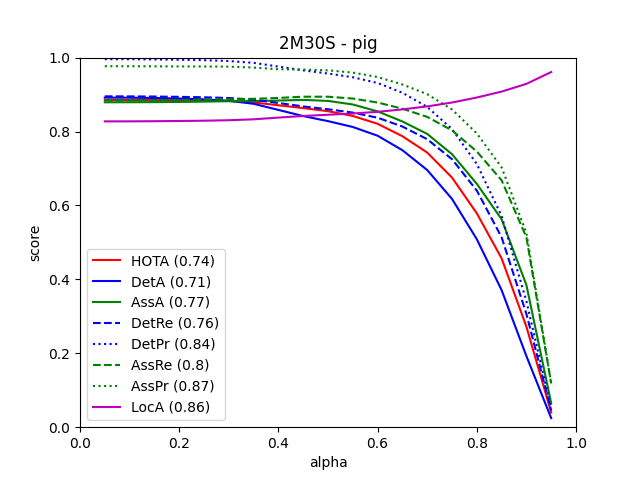 2M30S - pig
score
1.0
0.8
0.6
0.4
0.2
0.0
HOTA (0.74)
DetA (0.71)
AssA (0.77)
DetRe (0.76)
DetPr (0.84)
AssRe (0.8)
AssPr (0.87)
LocA (0.86)
0.0 0.2 0.4 0.6 0.8 1.0
alpha